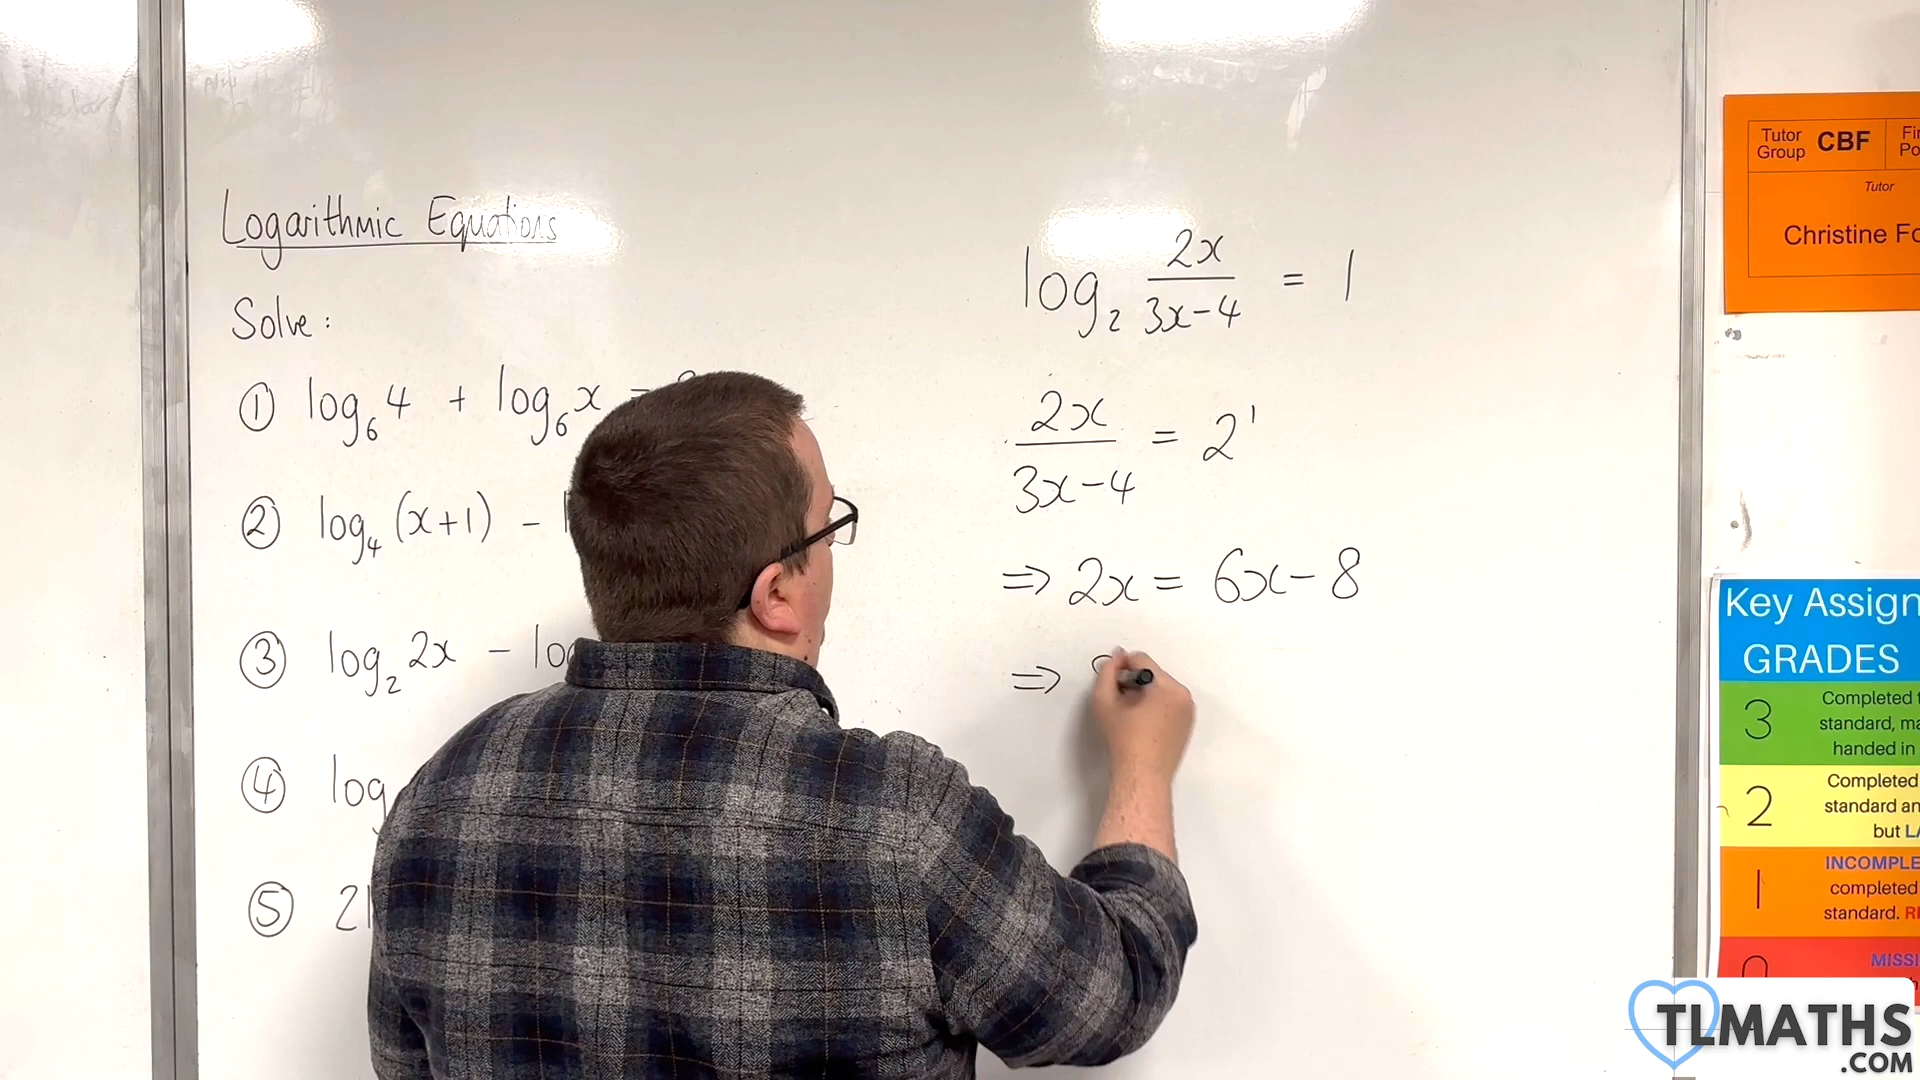 Logarithmic Equations
Solve:
① log₆4 + log₆x =
② log₄(x+1) -
③ log₂2x - lo
④ log
⑤ 2l
log₂ 2x/(3x-4) = 1
2x/(3x-4) = 2¹
⇒ 2x = 6x-8
⇒
Tutor Group CBF
Tutor
Christine
Key Assign
GRADES
3 Completed
standard, ma
handed in
2 Completed
standard an
but
1 INCOMPLE
completed
standard.
0 MISSI
TLMATHS
.COM